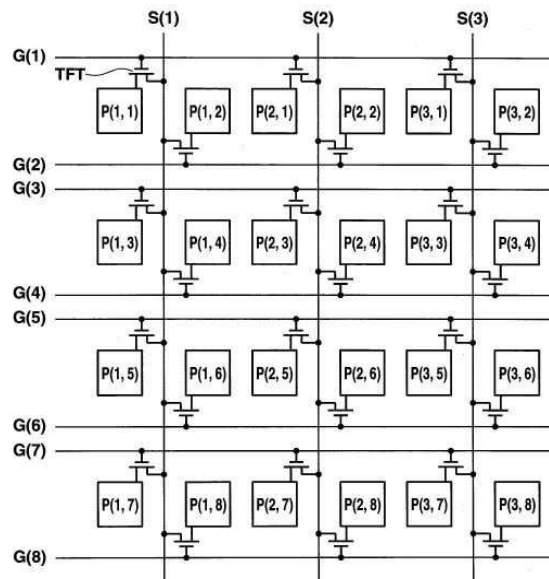 S(1) S(2) S(3)
G(1)
TFT
P(1, 1) P(1, 2) P(2, 1) P(2, 2) P(3, 1) P(3, 2)
G(2)
G(3)
P(1, 3) P(1, 4) P(2, 3) P(2, 4) P(3, 3) P(3, 4)
G(4)
G(5)
P(1, 5) P(1, 6) P(2, 5) P(2, 6) P(3, 5) P(3, 6)
G(6)
G(7)
P(1, 7) P(1, 8) P(2, 7) P(2, 8) P(3, 7) P(3, 8)
G(8)